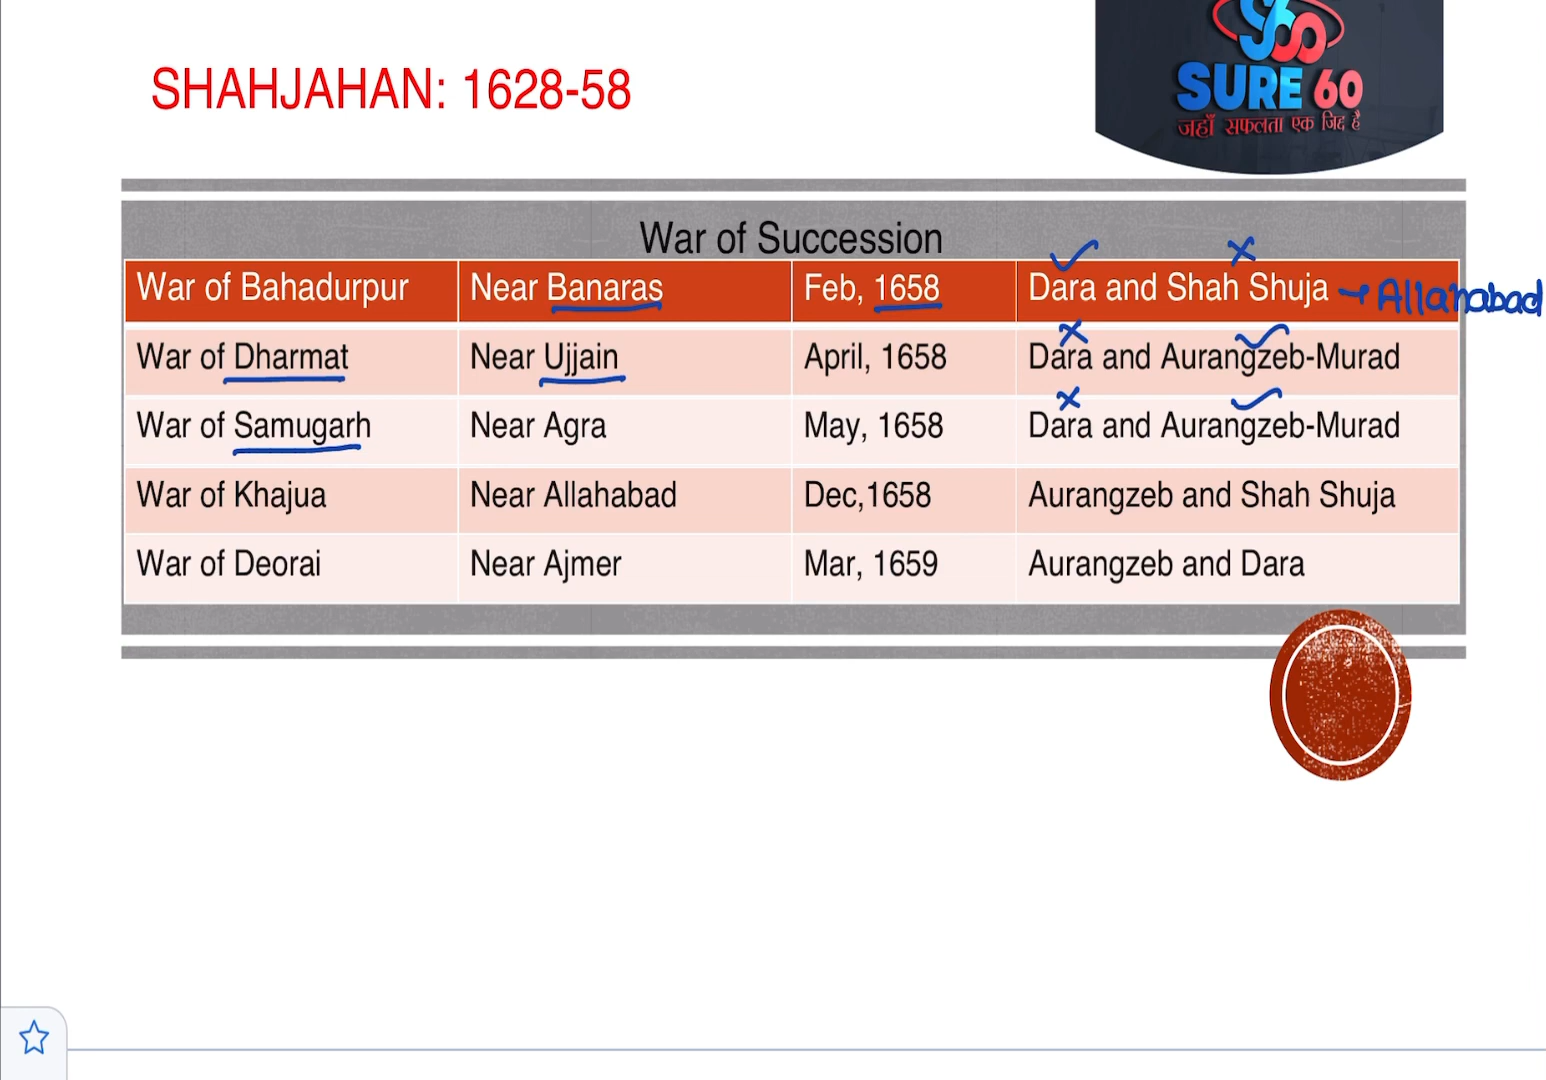 SURE 60
जहाँ सफलता एक जिद्द है
SHAHJAHAN: 1628-58
War of Succession
War of Bahadurpur Near Banaras Feb, 1658 Dara and Shah Shuja → Allahabad
War of Dharmat Near Ujjain April, 1658 Dara and Aurangzeb-Murad
War of Samugarh Near Agra May, 1658 Dara and Aurangzeb-Murad
War of Khajua Near Allahabad Dec,1658 Aurangzeb and Shah Shuja
War of Deorai Near Ajmer Mar, 1659 Aurangzeb and Dara